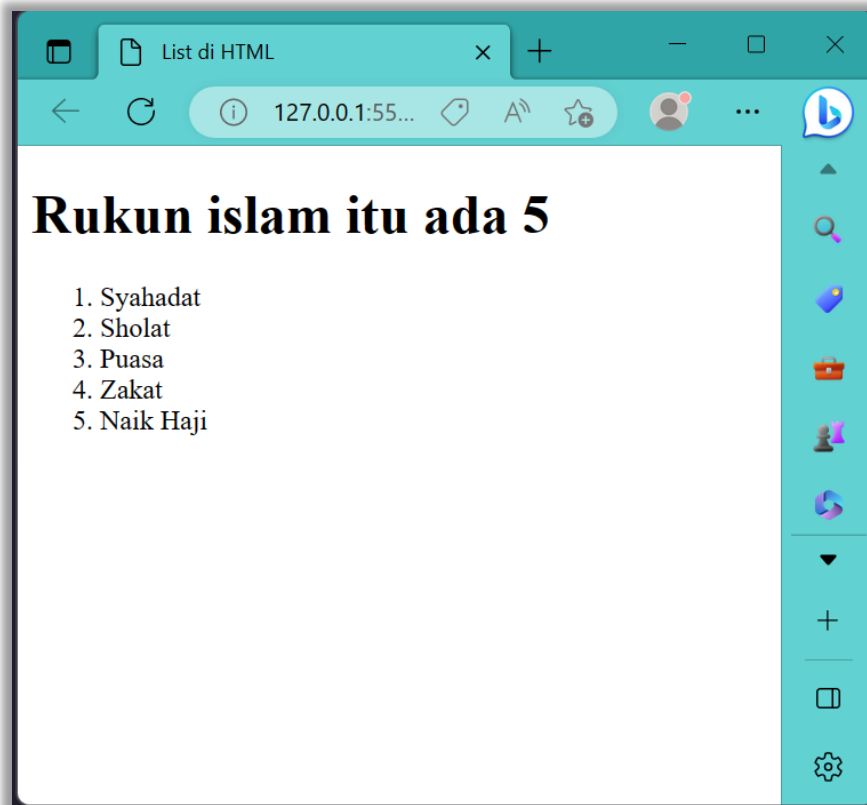 List di HTML
127.0.0.1:55...
Rukun islam itu ada 5
1. Syahadat
2. Sholat
3. Puasa
4. Zakat
5. Naik Haji